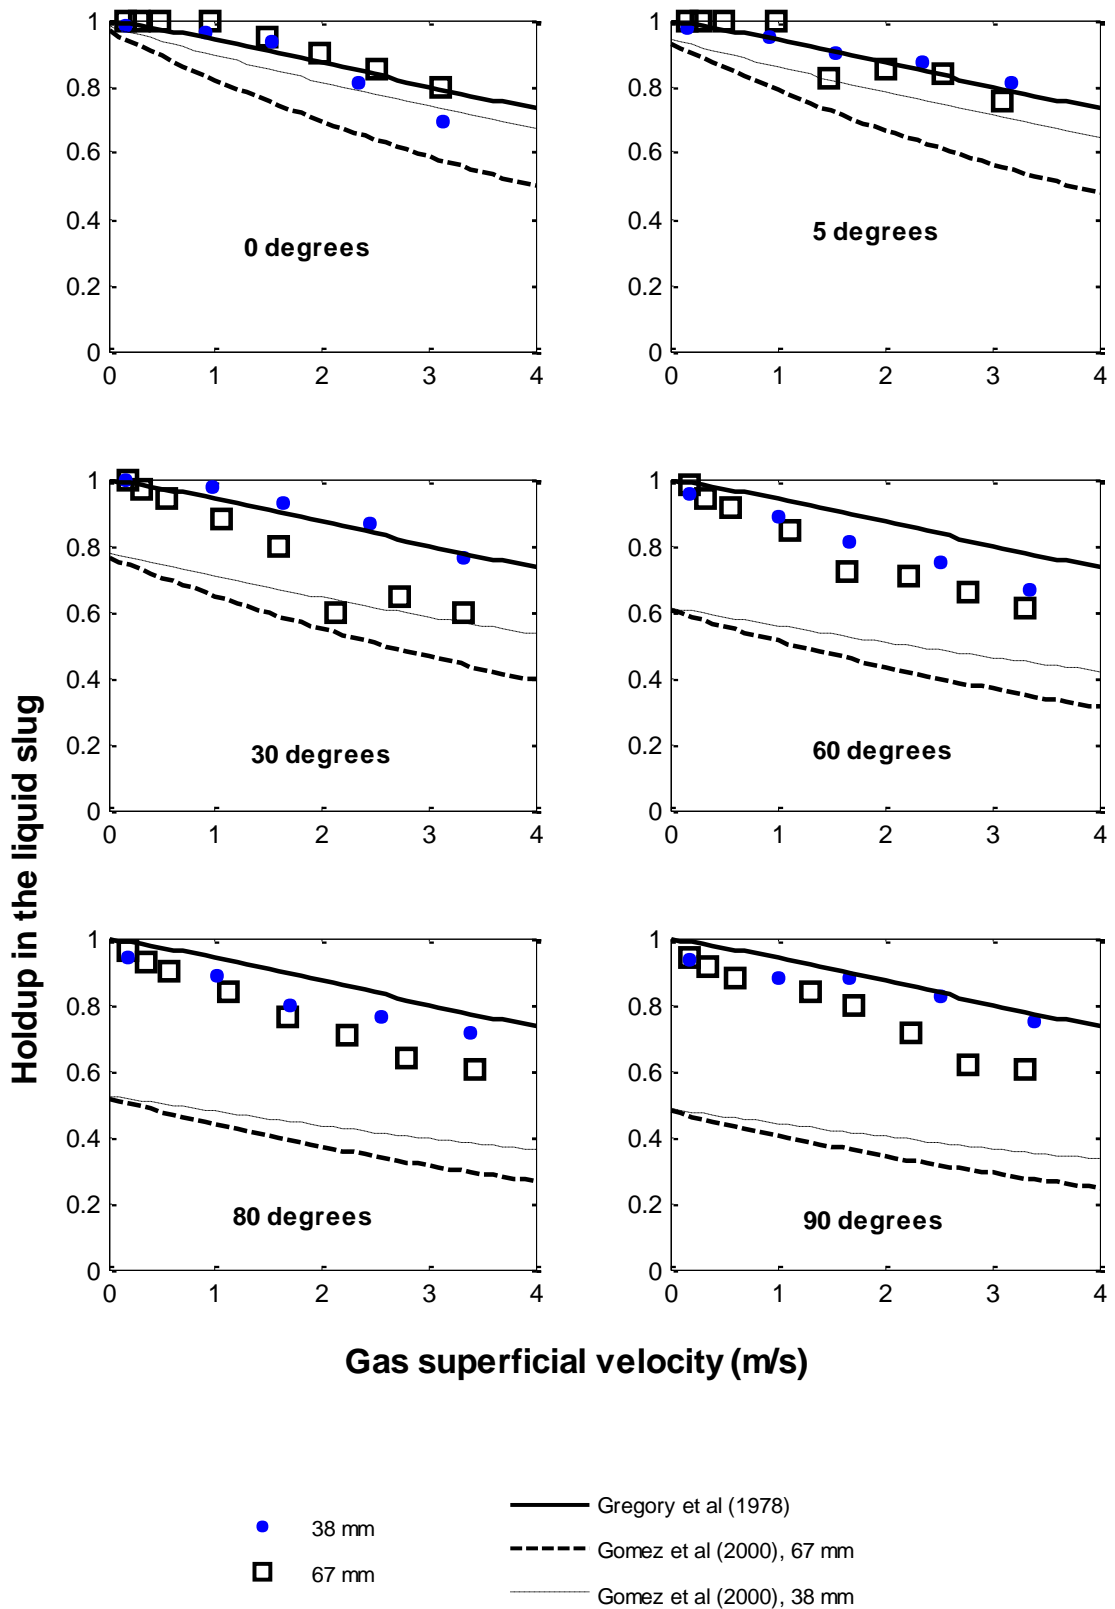 1
0.8
0.6
0.4
0.2
0
0 1 2 3 4
0 degrees
1
0.8
0.6
0.4
0.2
0
0 1 2 3 4
5 degrees
1
0.8
0.6
0.4
0.2
0
0 1 2 3 4
30 degrees
1
0.8
0.6
0.4
0.2
0
0 1 2 3 4
60 degrees
1
0.8
0.6
0.4
0.2
0
0 1 2 3 4
80 degrees
1
0.8
0.6
0.4
0.2
0
0 1 2 3 4
90 degrees
Holdup in the liquid slug
Gas superficial velocity (m/s)
38 mm
67 mm
Gregory et al (1978)
Gomez et al (2000), 67 mm
Gomez et al (2000), 38 mm